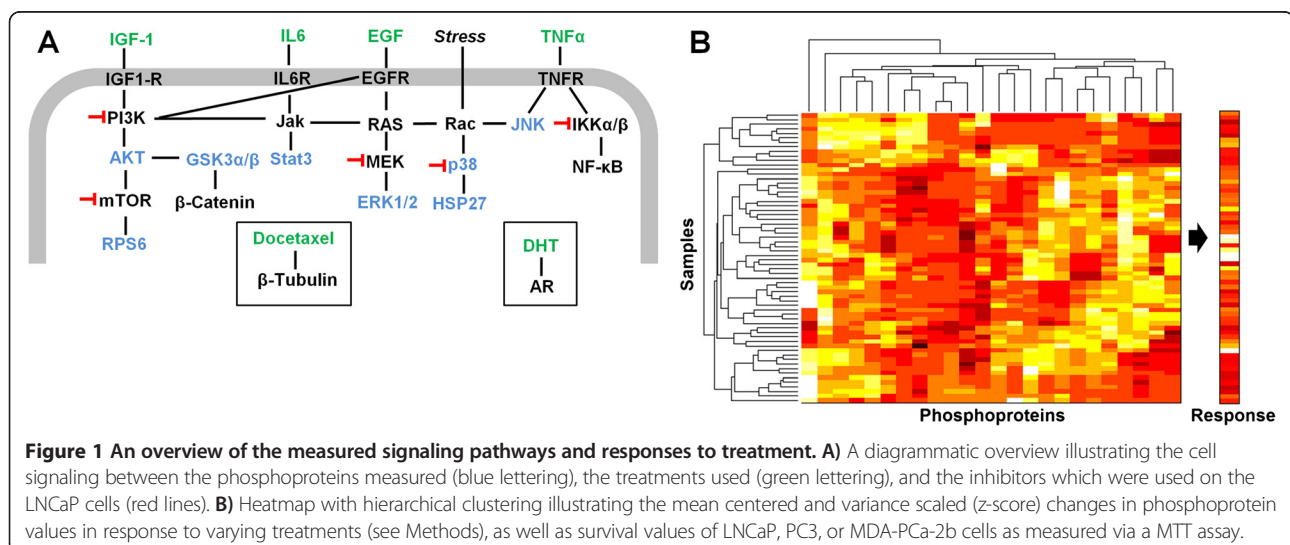 A
B
IGF-1 IL6 EGF Stress TNFα
IGF1-R IL6R EGFR TNFR
PI3K Jak RAS Rac JNK IKKα/β
AKT GSK3α/β Stat3 MEK p38 NF-κB
mTOR β-Catenin ERK1/2 HSP27
RPS6
Docetaxel
β-Tubulin
DHT
AR
Samples
Phosphoproteins
Response
Figure 1 An overview of the measured signaling pathways and responses to treatment. A) A diagrammatic overview illustrating the cell
signaling between the phosphoproteins measured (blue lettering), the treatments used (green lettering), and the inhibitors which were used on the
LNCaP cells (red lines). B) Heatmap with hierarchical clustering illustrating the mean centered and variance scaled (z-score) changes in phosphoprotein
values in response to varying treatments (see Methods), as well as survival values of LNCaP, PC3, or MDA-PCa-2b cells as measured via a MTT assay.